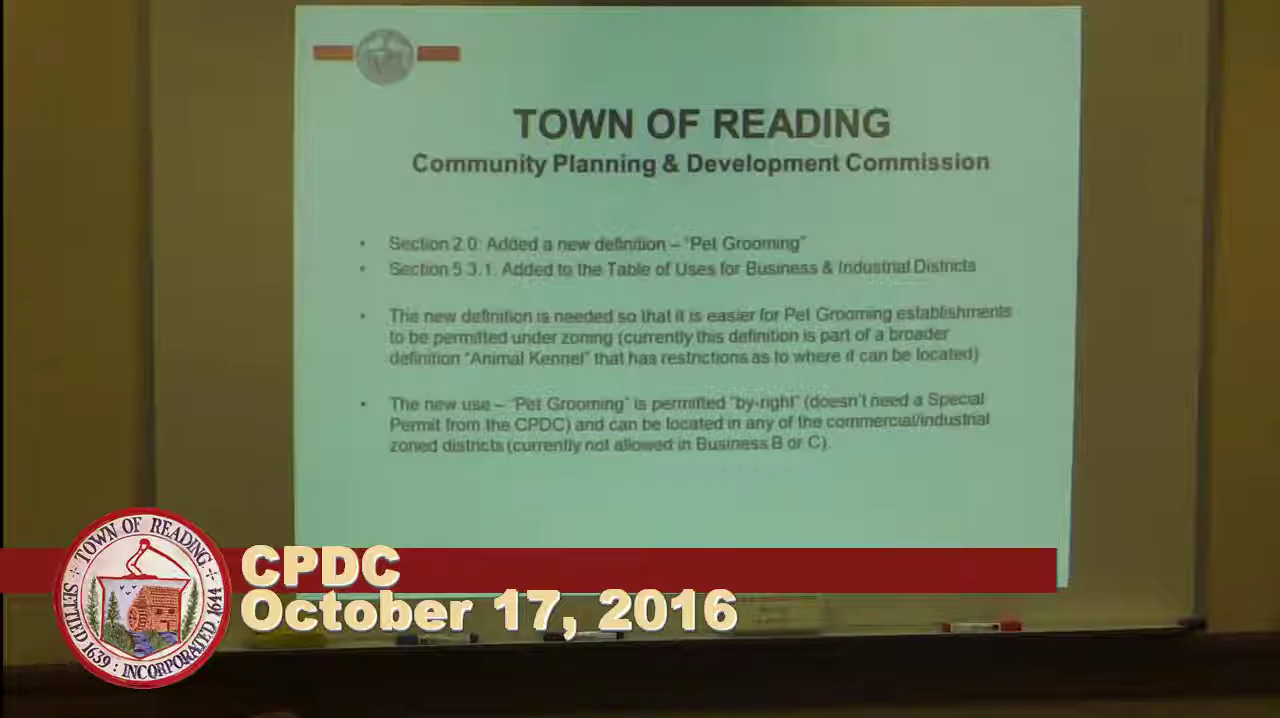 TOWN OF READING
Community Planning & Development Commission
• Section 2.0: Added a new definition – "Pet Grooming"
• Section 5.3.1: Added to the Table of Uses for Business & Industrial Districts
• The new definition is needed so that it is easier for Pet Grooming establishments
to be permitted under zoning (currently this definition is part of a broader
definition "Animal Kennel" that has restrictions as to where it can be located)
• The new use – "Pet Grooming" is permitted "by-right" (doesn't need a Special
Permit from the CPDC) and can be located in any of the commercial/industrial
zoned districts (currently not allowed in Business B or C).
TOWN OF READING
SETTLED 1639 : INCORPORATED 1644
CPDC
October 17, 2016